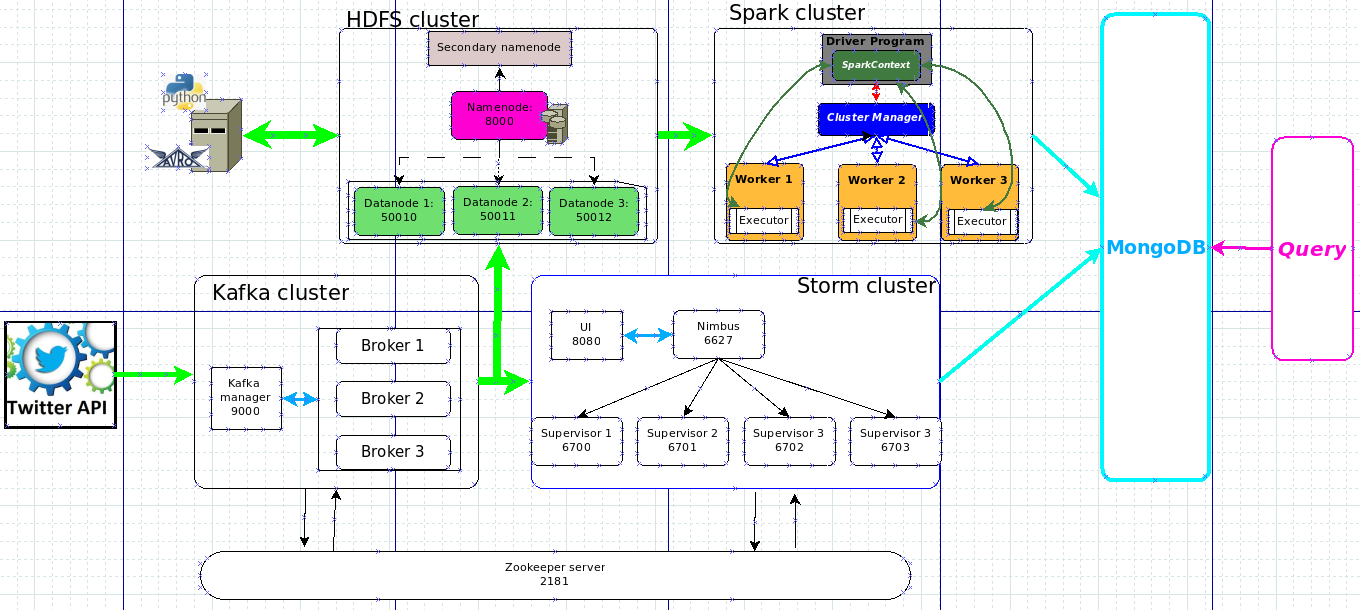 HDFS cluster
Secondary namenode
Namenode:
8000
Datanode 1:
50010
Datanode 2:
50011
Datanode 3:
50012
python
AVRO
Spark cluster
Driver Program
SparkContext
Cluster Manager
Worker 1
Executor
Worker 2
Executor
Worker 3
Executor
MongoDB
Query
Twitter API
Kafka cluster
Kafka
manager
9000
Broker 1
Broker 2
Broker 3
Storm cluster
UI
8080
Nimbus
6627
Supervisor 1
6700
Supervisor 2
6701
Supervisor 3
6702
Supervisor 3
6703
Zookeeper server
2181